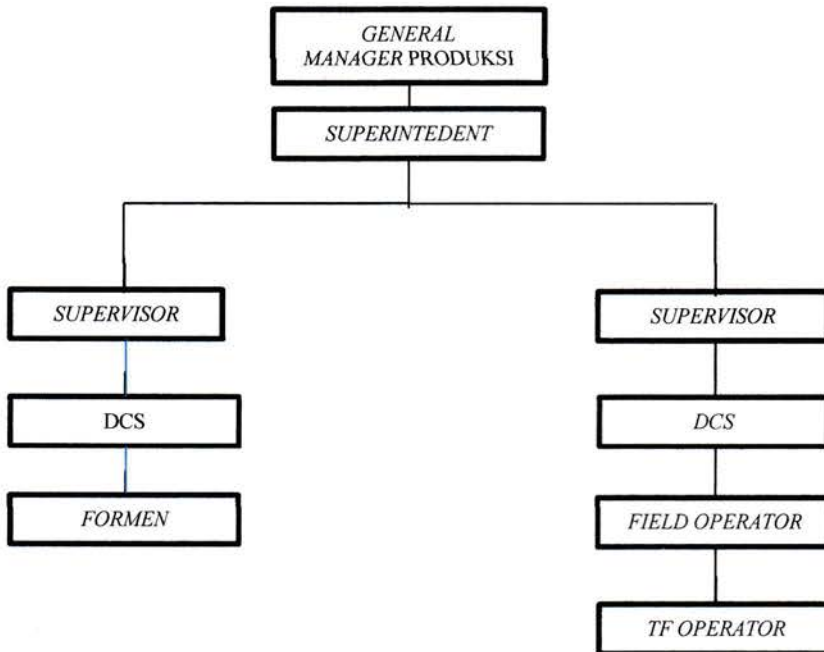 GENERAL
MANAGER PRODUKSI
SUPERINTEDENT
SUPERVISOR
SUPERVISOR
DCS
DCS
FORMEN
FIELD OPERATOR
TF OPERATOR